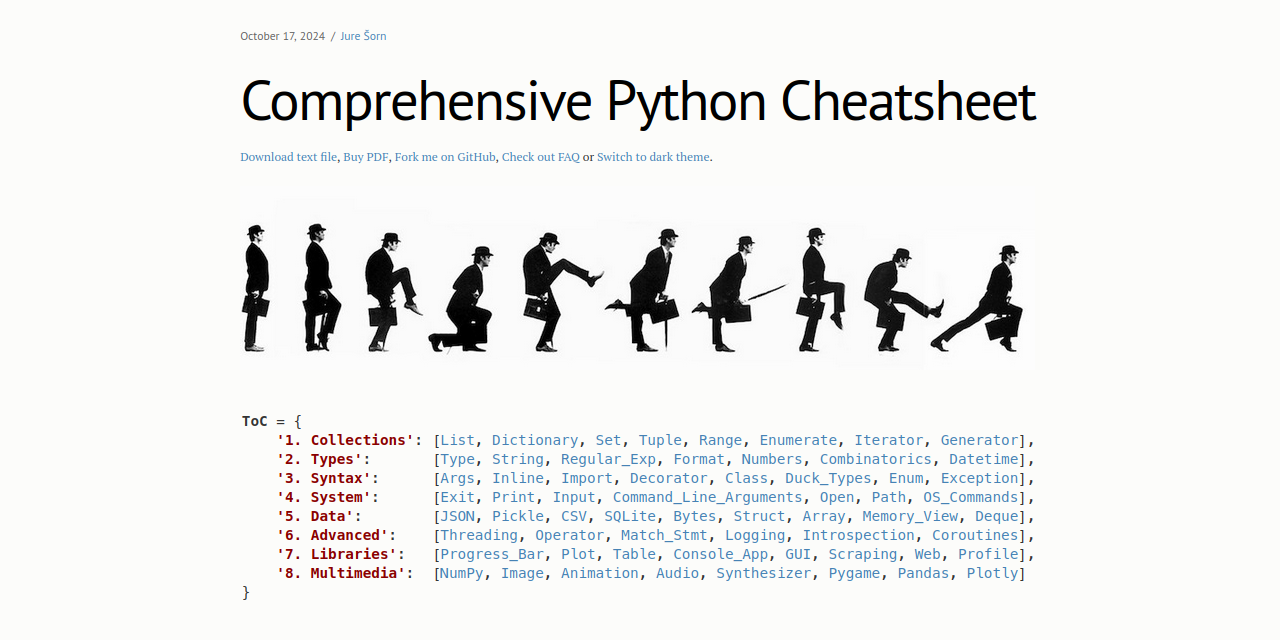 October 17, 2024 / Jure Šorn
Comprehensive Python Cheatsheet
Download text file, Buy PDF, Fork me on GitHub, Check out FAQ or Switch to dark theme.
ToC = {
    '1. Collections': [List, Dictionary, Set, Tuple, Range, Enumerate, Iterator, Generator],
    '2. Types':       [Type, String, Regular_Exp, Format, Numbers, Combinatorics, Datetime],
    '3. Syntax':      [Args, Inline, Import, Decorator, Class, Duck_Types, Enum, Exception],
    '4. System':      [Exit, Print, Input, Command_Line_Arguments, Open, Path, OS_Commands],
    '5. Data':        [JSON, Pickle, CSV, SQLite, Bytes, Struct, Array, Memory_View, Deque],
    '6. Advanced':    [Threading, Operator, Match_Stmt, Logging, Introspection, Coroutines],
    '7. Libraries':   [Progress_Bar, Plot, Table, Console_App, GUI, Scraping, Web, Profile],
    '8. Multimedia':  [NumPy, Image, Animation, Audio, Synthesizer, Pygame, Pandas, Plotly]
}